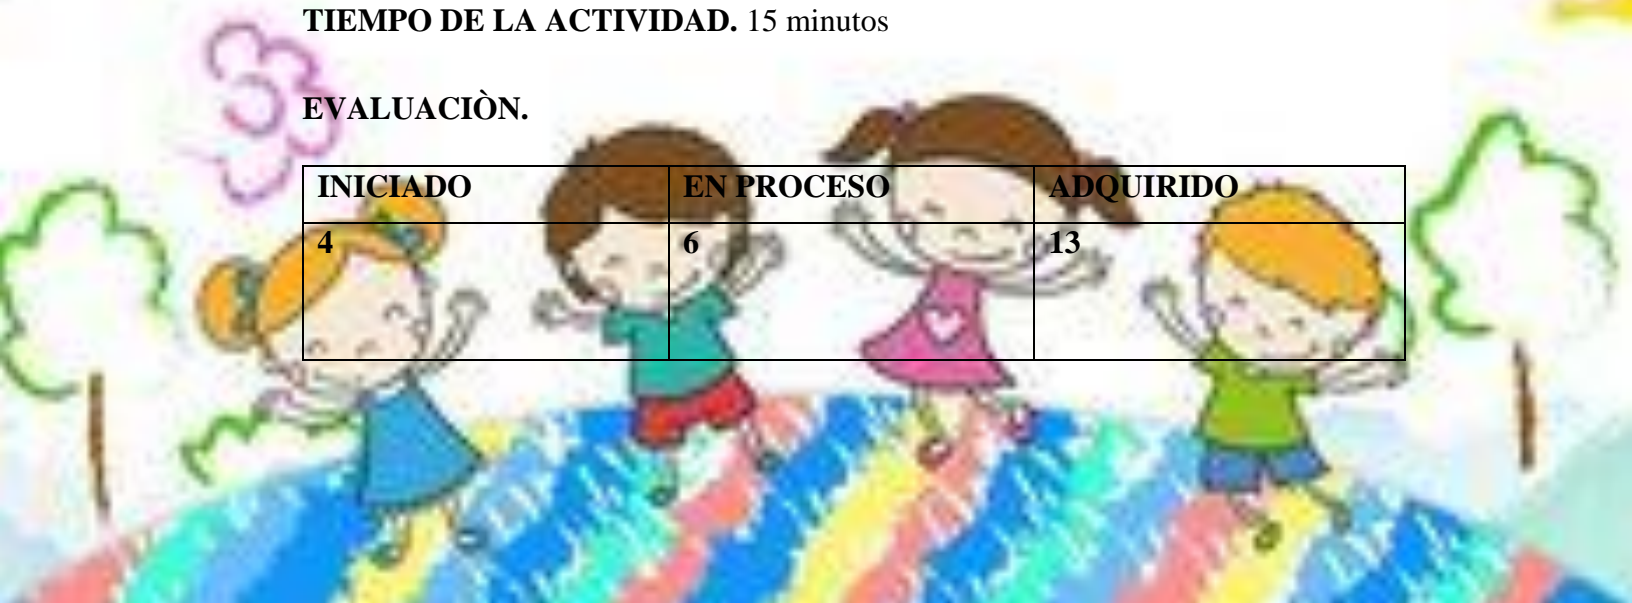 TIEMPO DE LA ACTIVIDAD. 15 minutos
EVALUACIÒN.
INICIADO EN PROCESO ADQUIRIDO
4 6 13